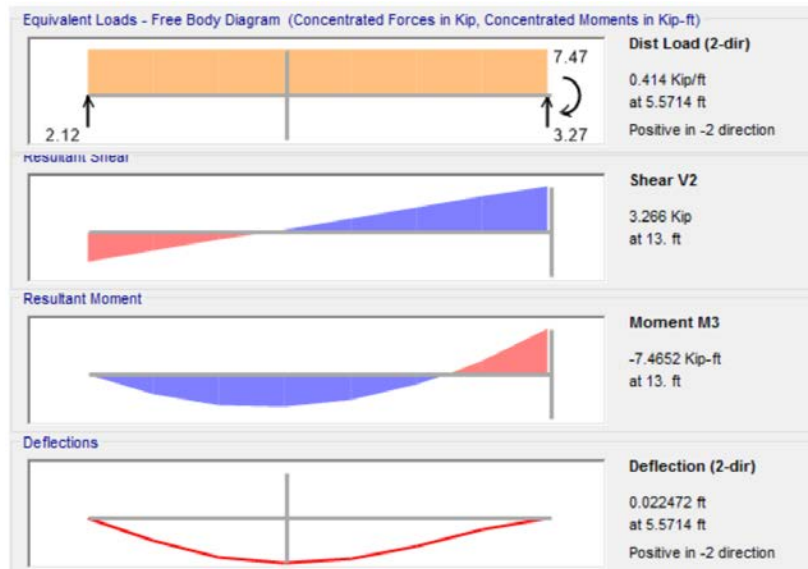 Equivalent Loads - Free Body Diagram (Concentrated Forces in Kip, Concentrated Moments in Kip-ft)
Dist Load (2-dir)
7.47
0.414 Kip/ft
at 5.5714 ft
2.12
3.27
Positive in -2 direction
Resultant Shear
Shear V2
3.266 Kip
at 13. ft
Resultant Moment
Moment M3
-7.4652 Kip-ft
at 13. ft
Deflections
Deflection (2-dir)
0.022472 ft
at 5.5714 ft
Positive in -2 direction